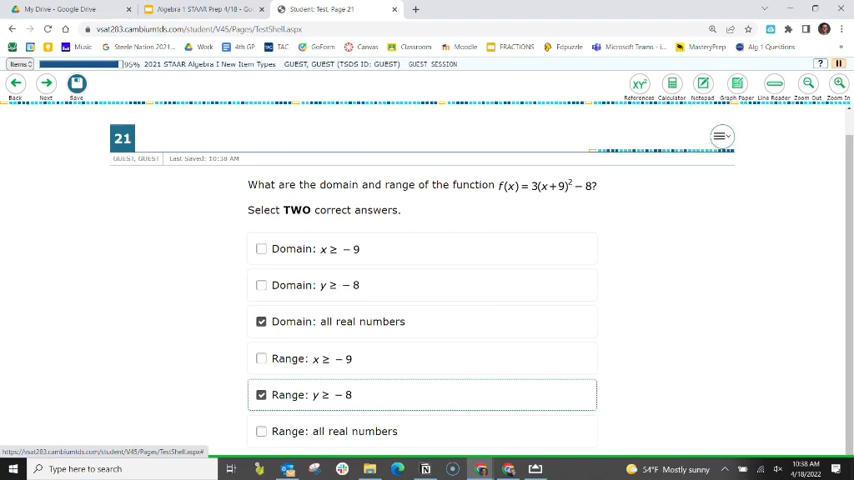 My Drive - Google Drive
Algebra 1 STAAR Prep 4/18 - Go
Student: Test, Page 21
vsat283.cambiumtds.com/student/V45/Pages/TestShell.aspx
Music
Steele Nation 2021...
Work
4th GP
TAC
GoForm
Canvas
Classroom
Moodle
FRACTIONS
Edpuzzle
Microsoft Teams - i...
MasteryPrep
Alg 1 Questions
Items
95%
2021 STAAR Algebra I New Item Types
GUEST, GUEST (TSDS ID: GUEST)
GUEST SESSION
Back
Next
Save
References
Calculator
Notepad
Graph Paper
Line Reader
Zoom Out
Zoom In
21
GUEST, GUEST
Last Saved: 10:38 AM
What are the domain and range of the function f(x) = 3(x+9)² − 8?
Select TWO correct answers.
Domain: x ≥ −9
Domain: y ≥ −8
Domain: all real numbers
Range: x ≥ −9
Range: y ≥ −8
Range: all real numbers
https://vsat283.cambiumtds.com/student/V45/Pages/TestShell.aspx#
Type here to search
54°F Mostly sunny
10:38 AM
4/18/2022